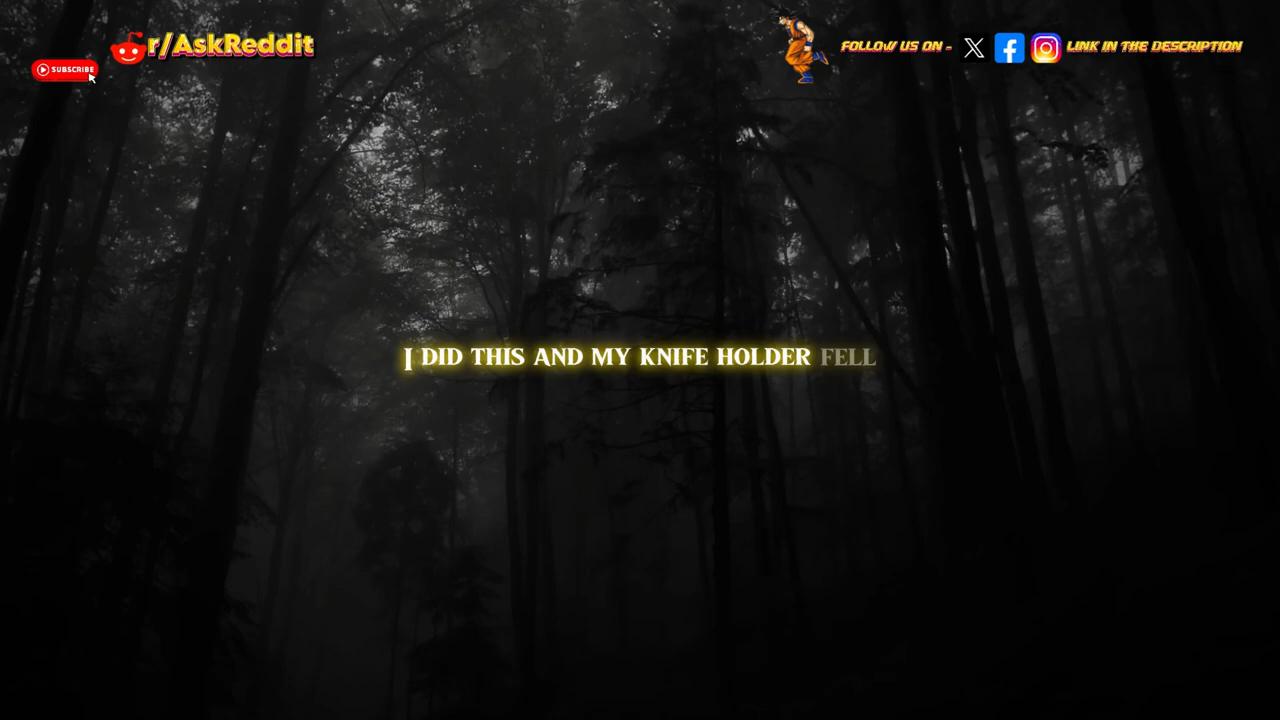 r/AskReddit
SUBSCRIBE
FOLLOW US ON -
LINK IN THE DESCRIPTION
I DID THIS AND MY KNIFE HOLDER FELL